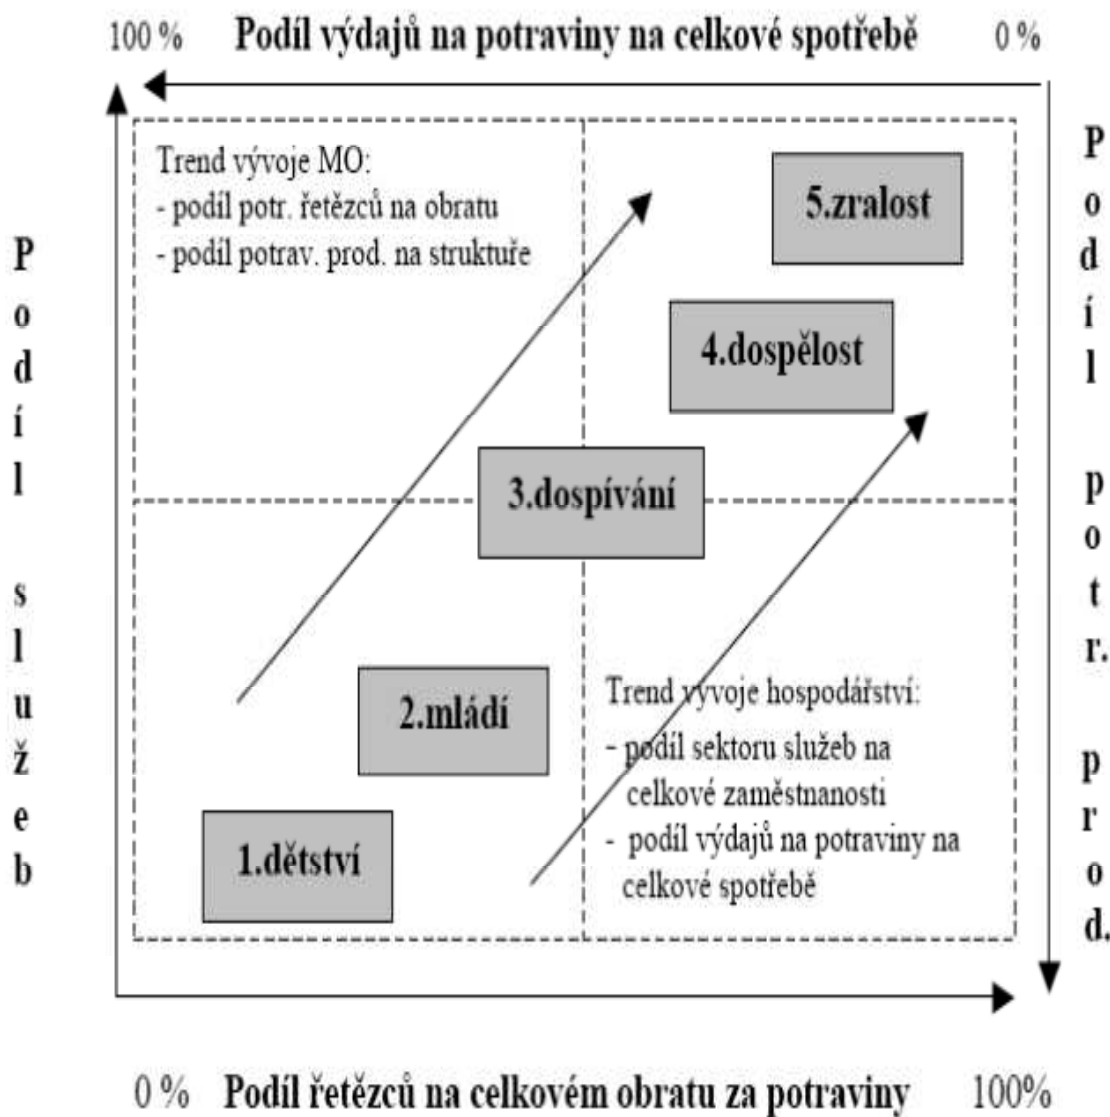 100 % Podíl výdajů na potraviny na celkové spotřebě 0 %
Podíl služeb
Trend vývoje MO:
- podíl potr. řetězců na obratu
- podíl potrav. prod. na struktuře
5.zralost
4.dospělost
3.dospívání
2.mládí
1.dětství
Trend vývoje hospodářství:
- podíl sektoru služeb na
celkové zaměstnanosti
- podíl výdajů na potraviny na
celkové spotřebě
Podíl potr. prod.
0 % Podíl řetězců na celkovém obratu za potraviny 100%